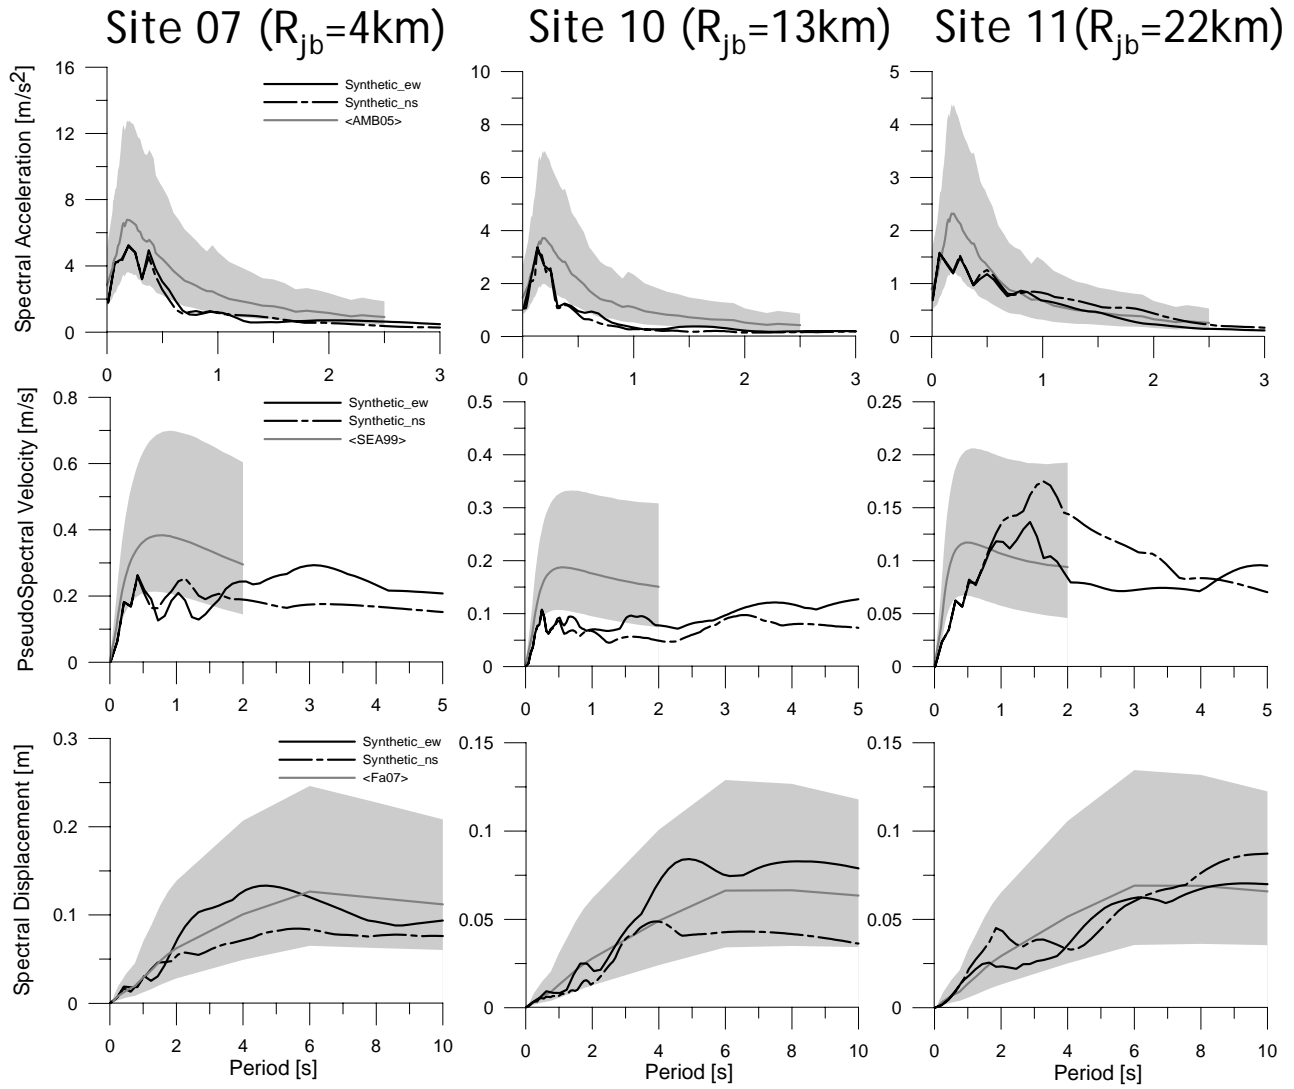 Site 07 (Rjb=4km)
Site 10 (Rjb=13km)
Site 11(Rjb=22km)
Spectral Acceleration [m/s2]
16
12
8
4
0
Synthetic_ew
Synthetic_ns
<AMB05>
0 1 2 3
10
8
6
4
2
0
0 1 2 3
5
4
3
2
1
0
0 1 2 3
PseudoSpectral Velocity [m/s]
0.8
0.6
0.4
0.2
0
Synthetic_ew
Synthetic_ns
<SEA99>
0 1 2 3 4 5
0.5
0.4
0.3
0.2
0.1
0
0 1 2 3 4 5
0.25
0.2
0.15
0.1
0.05
0
0 1 2 3 4 5
Spectral Displacement [m]
0.3
0.2
0.1
0
Synthetic_ew
Synthetic_ns
<Fa07>
0 2 4 6 8 10
Period [s]
0.15
0.1
0.05
0
0 2 4 6 8 10
Period [s]
0.15
0.1
0.05
0
0 2 4 6 8 10
Period [s]